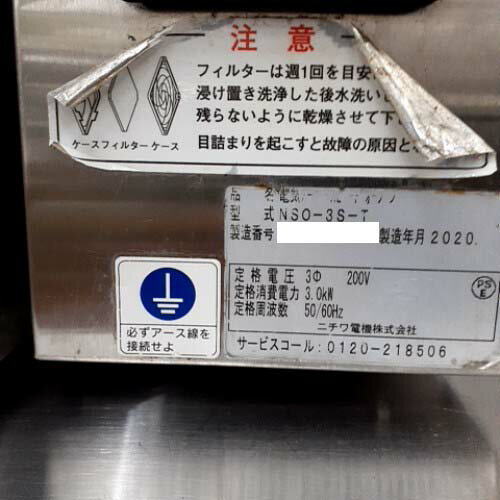 注意
フィルターは週1回を目安
浸け置き洗浄した後水洗いし
残らないように乾燥させて下
目詰まりを起こすと故障の原因と
ケースフィルターケース
品 名 電気
型 式 NSO-3S-T
製造番号 製造年月 2020.
定格電圧 3Φ 200V
定格消費電力 3.0kW
定格周波数 50/60Hz
PSE
ニチワ電機株式会社
サービスコール:0120-218506
必ずアース線を
接続せよ